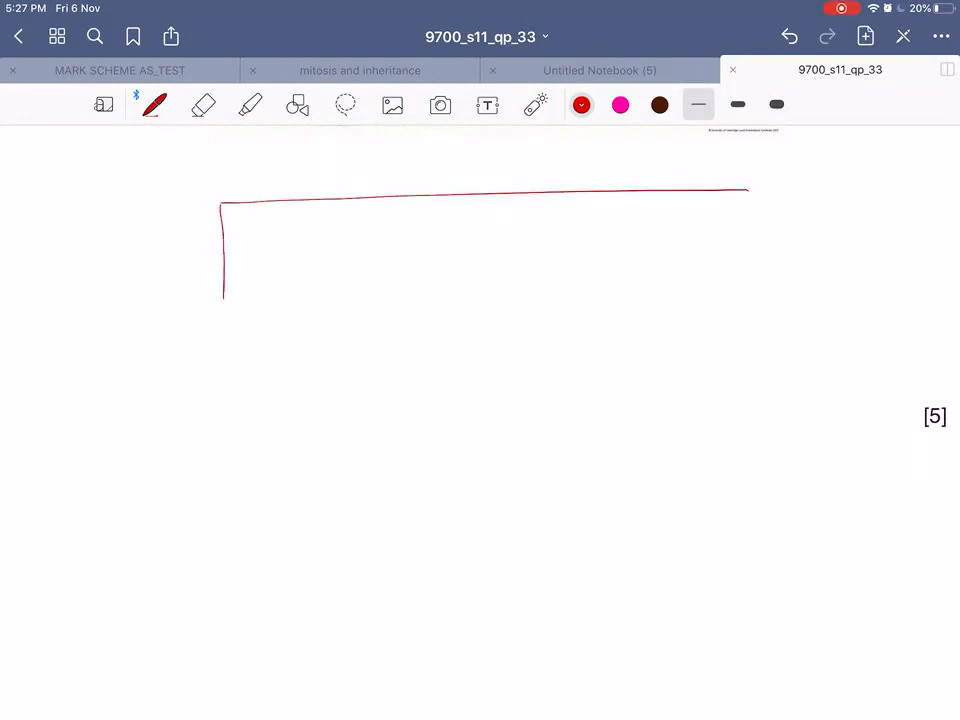 5:27 PM Fri 6 Nov
20%
9700_s11_qp_33
MARK SCHEME AS_TEST
mitosis and inheritance
Untitled Notebook (5)
9700_s11_qp_33
T
[5]